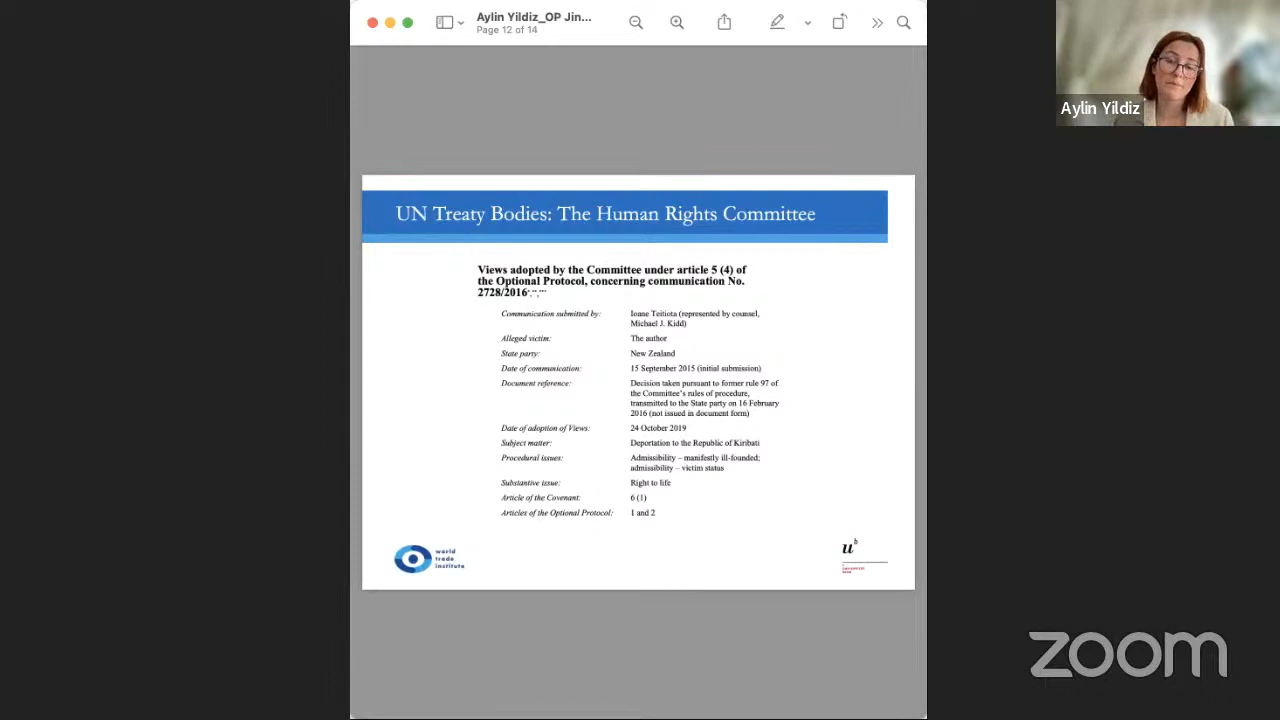 Aylin Yildiz_OP Jin...
Page 12 of 14
Aylin Yildiz
UN Treaty Bodies: The Human Rights Committee
Views adopted by the Committee under article 5 (4) of
the Optional Protocol, concerning communication No.
2728/2016
Communication submitted by: Ioane Teitiota (represented by counsel,
Michael J. Kidd)
Alleged victim: The author
State party: New Zealand
Date of communication: 15 September 2015 (initial submission)
Document reference: Decision taken pursuant to former rule 97 of
the Committee's rules of procedure,
transmitted to the State party on 16 February
2016 (not issued in document form)
Date of adoption of Views: 24 October 2019
Subject matter: Deportation to the Republic of Kiribati
Procedural issues: Admissibility – manifestly ill-founded;
admissibility – victim status
Substantive issue: Right to life
Article of the Covenant: 6 (1)
Articles of the Optional Protocol: 1 and 2
world
trade
institute
u b
zoom